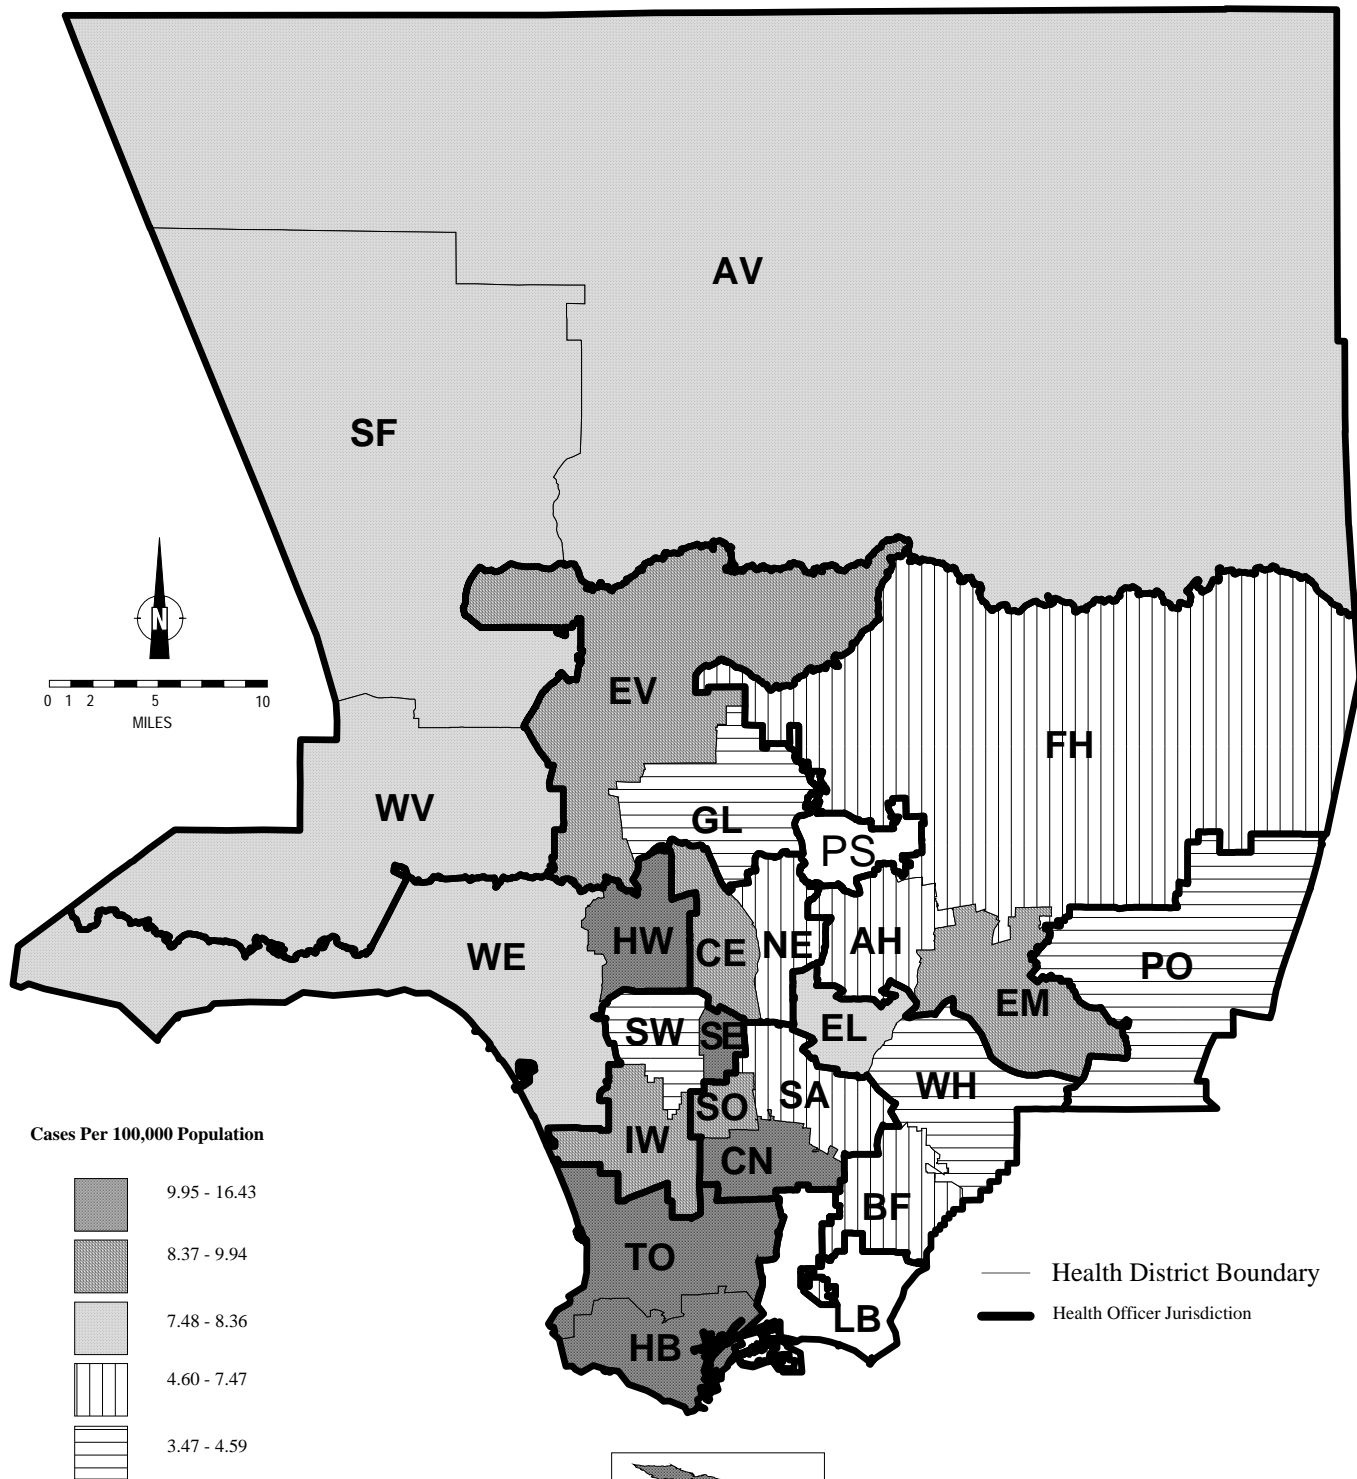 AV
SF
N
0 1 2 5 10
MILES
EV
FH
WV
GL
PS
HW
CE
NE
AH
WE
PO
EM
SW
SE
EL
SA
WH
SO
IW
CN
BF
TO
LB
HB
Cases Per 100,000 Population
9.95 - 16.43
8.37 - 9.94
7.48 - 8.36
4.60 - 7.47
3.47 - 4.59
Health District Boundary
Health Officer Jurisdiction